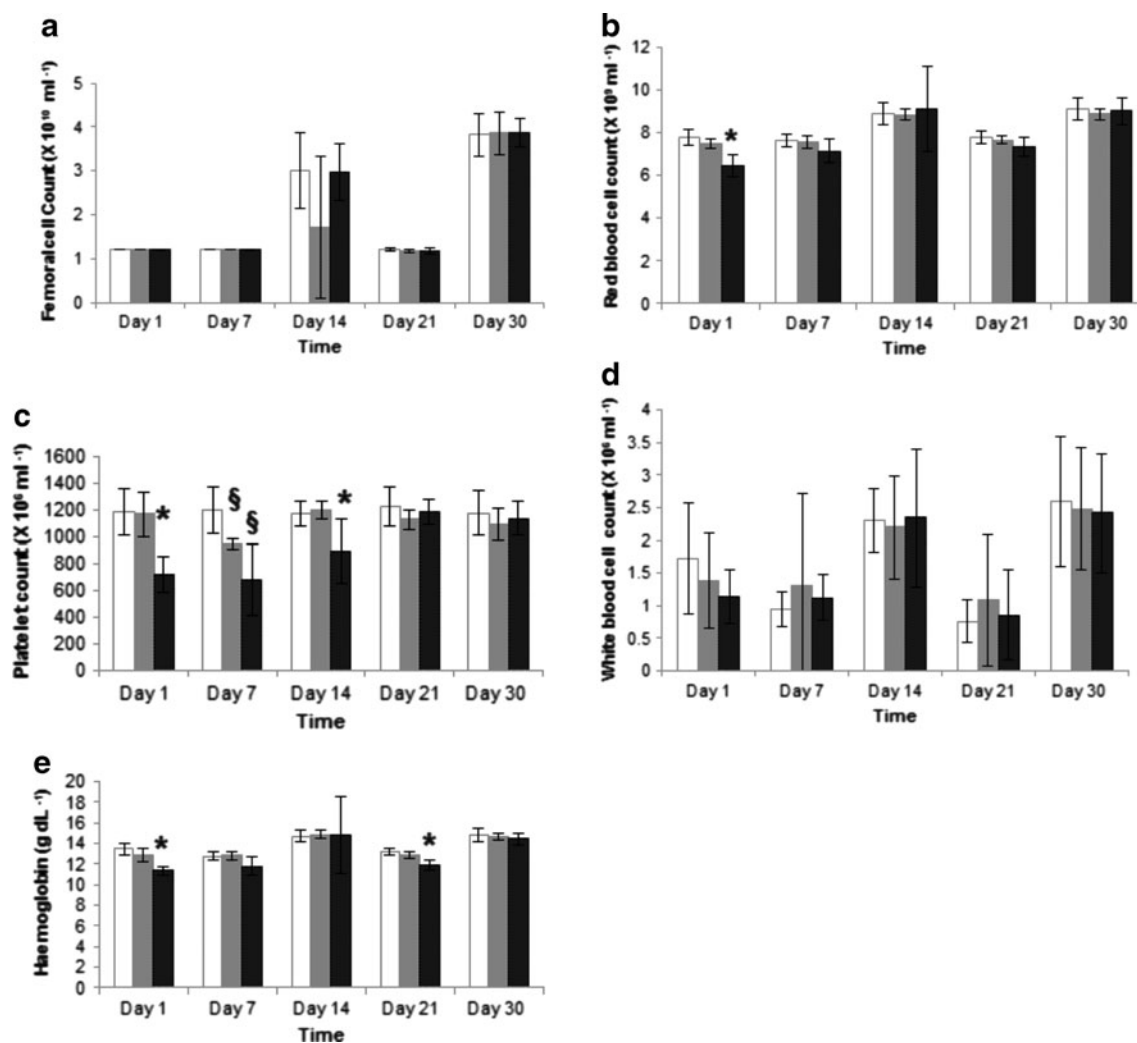 a
Femoral cell Count (X 10¹⁰ ml⁻¹)
5
4
3
2
1
0
Day 1 Day 7 Day 14 Day 21 Day 30
Time
b
Red blood cell count (X 10⁹ ml⁻¹)
12
10
8
6
4
2
0
*
Day 1 Day 7 Day 14 Day 21 Day 30
Time
c
Platelet count (X 10⁶ ml⁻¹)
1600
1400
1200
1000
800
600
400
200
0
* § § *
Day 1 Day 7 Day 14 Day 21 Day 30
Time
d
White blood cell count (X 10⁶ ml⁻¹)
4
3.5
3
2.5
2
1.5
1
0.5
0
Day 1 Day 7 Day 14 Day 21 Day 30
Time
e
Haemoglobin (g dL⁻¹)
20
18
16
14
12
10
8
6
4
2
0
* *
Day 1 Day 7 Day 14 Day 21 Day 30
Time